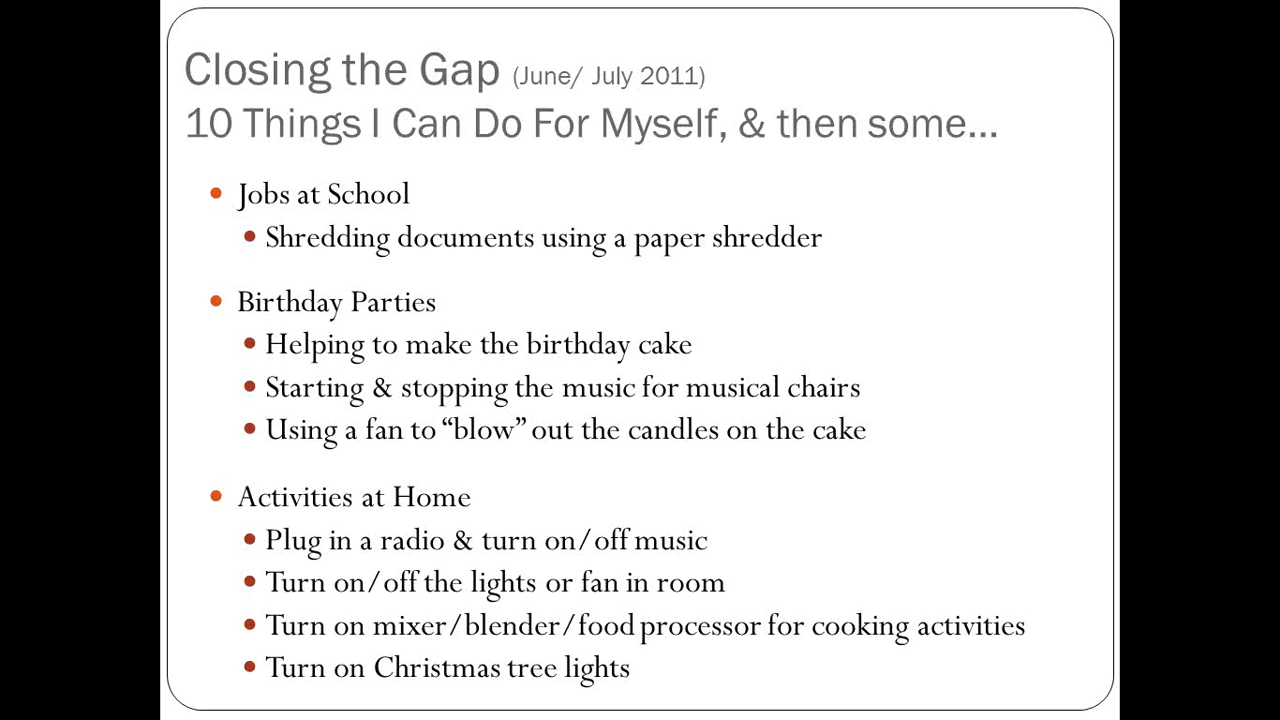 Closing the Gap (June/ July 2011)
10 Things I Can Do For Myself, & then some...
• Jobs at School
• Shredding documents using a paper shredder
• Birthday Parties
• Helping to make the birthday cake
• Starting & stopping the music for musical chairs
• Using a fan to “blow” out the candles on the cake
• Activities at Home
• Plug in a radio & turn on/off music
• Turn on/off the lights or fan in room
• Turn on mixer/blender/food processor for cooking activities
• Turn on Christmas tree lights